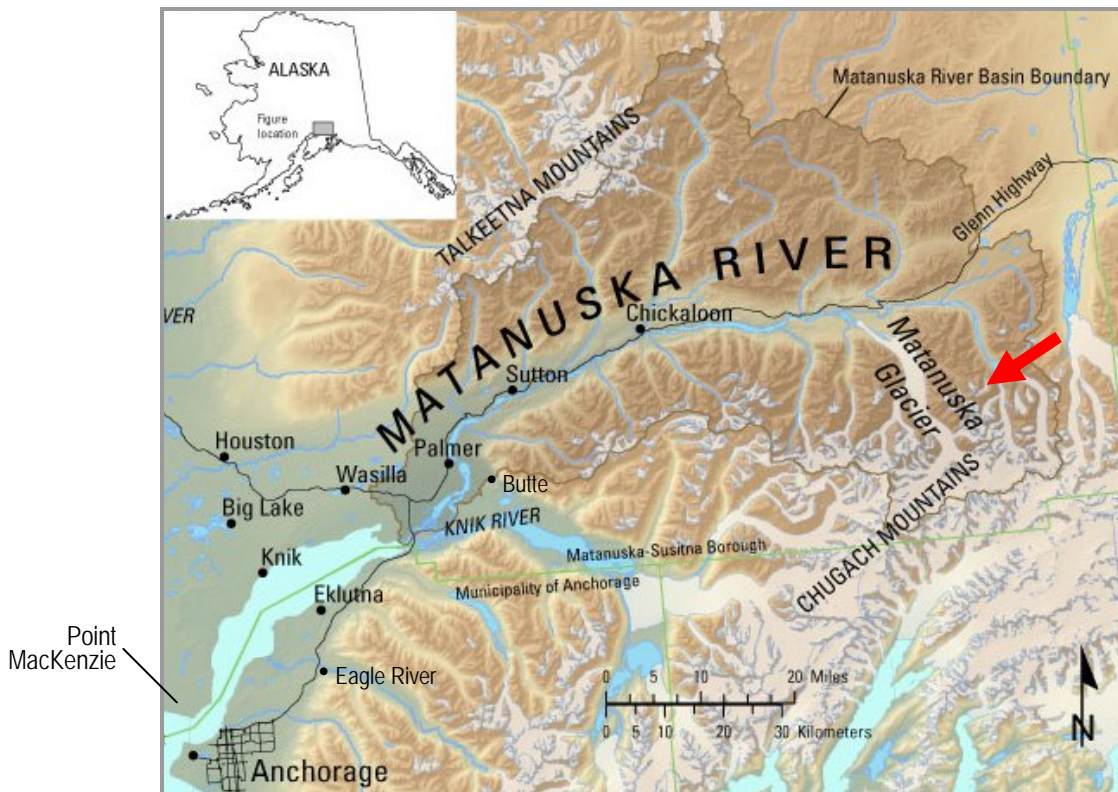 ALASKA
Figure
location
Matanuska River Basin Boundary
TALKEETNA MOUNTAINS
Glenn Highway
MATANUSKA RIVER
VER
Chickaloon
Matanuska
Glacier
Sutton
Houston
Palmer
Wasilla
Butte
Big Lake
KNIK RIVER
CHUGACH MOUNTAINS
Knik
Matanuska-Susitna Borough
Municipality of Anchorage
Eklutna
Point
MacKenzie
Eagle River
0 5 10 20 Miles
0 5 10 20 30 Kilometers
N
Anchorage